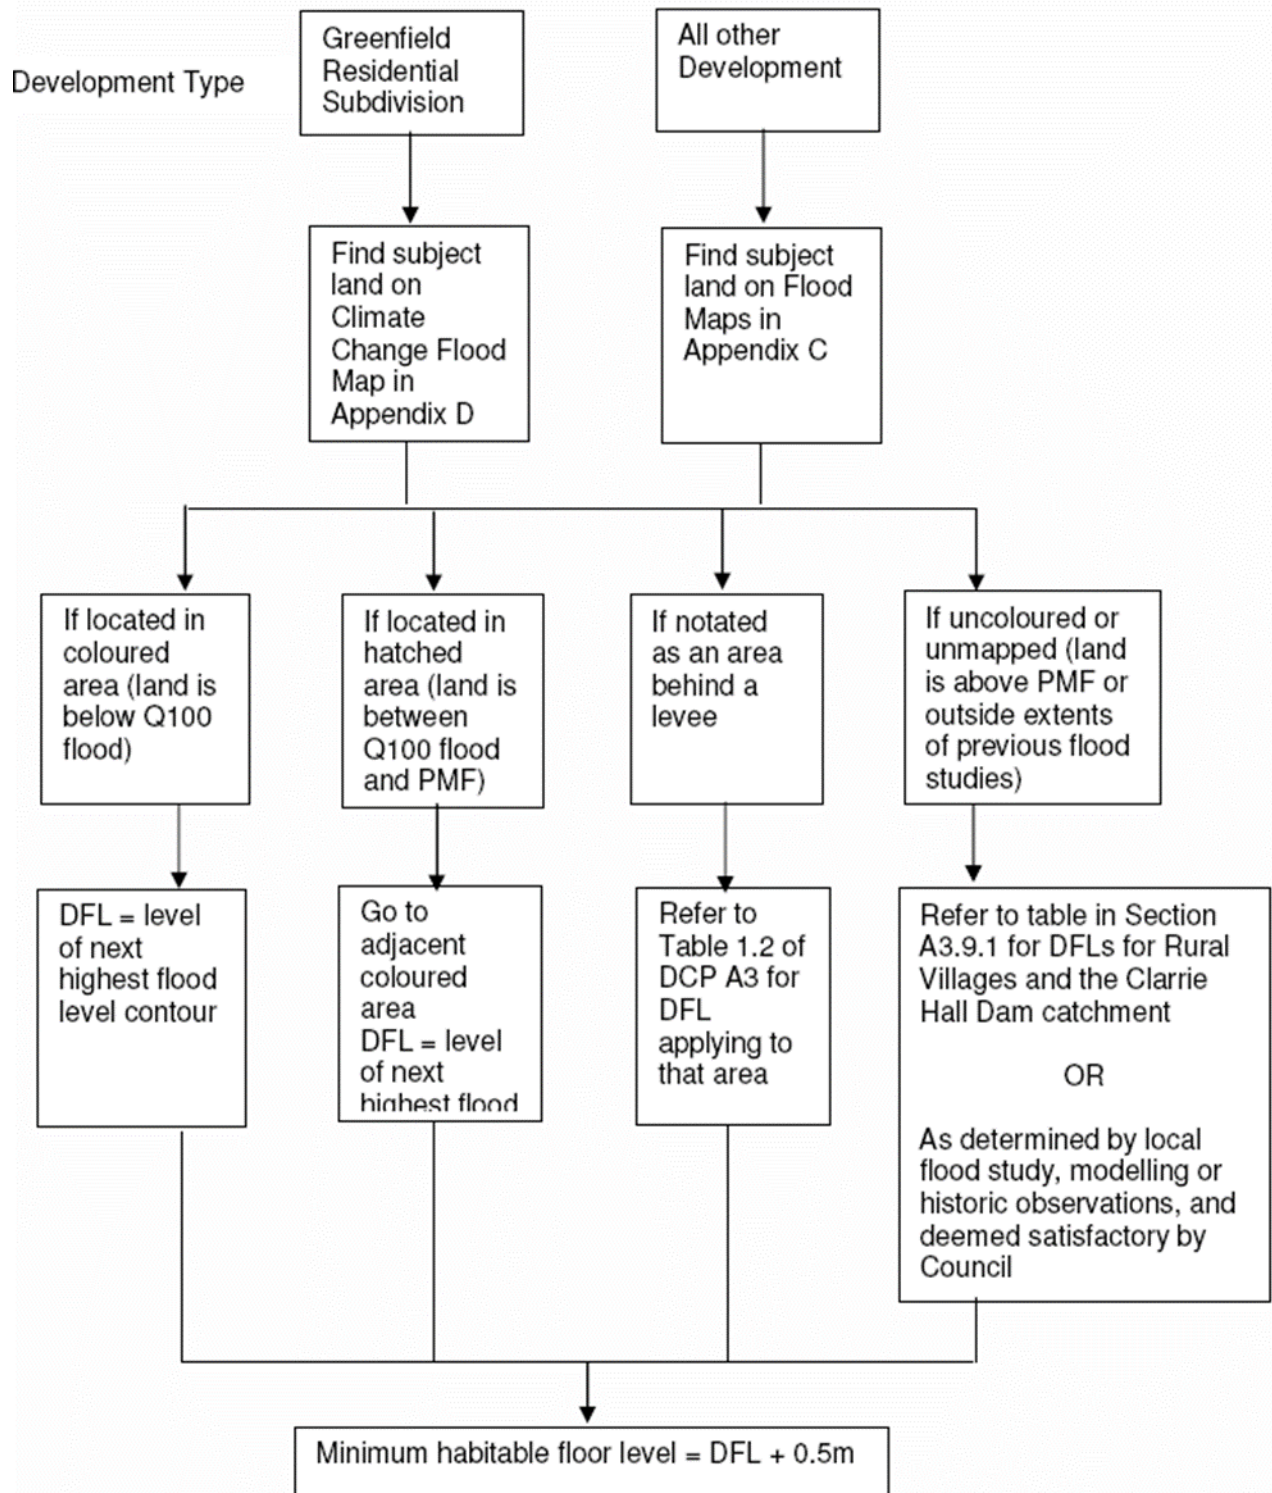 Development Type
Greenfield
Residential
Subdivision
All other
Development
Find subject
land on
Climate
Change Flood
Map in
Appendix D
Find subject
land on Flood
Maps in
Appendix C
If located in
coloured
area (land is
below Q100
flood)
If located in
hatched
area (land is
between
Q100 flood
and PMF)
If notated
as an area
behind a
levee
If uncoloured or
unmapped (land
is above PMF or
outside extents
of previous flood
studies)
DFL = level
of next
highest flood
level contour
Go to
adjacent
coloured
area
DFL = level
of next
highest flood
Refer to
Table 1.2 of
DCP A3 for
DFL
applying to
that area
Refer to table in Section
A3.9.1 for DFLs for Rural
Villages and the Clarrie
Hall Dam catchment
OR
As determined by local
flood study, modelling or
historic observations, and
deemed satisfactory by
Council
Minimum habitable floor level = DFL + 0.5m